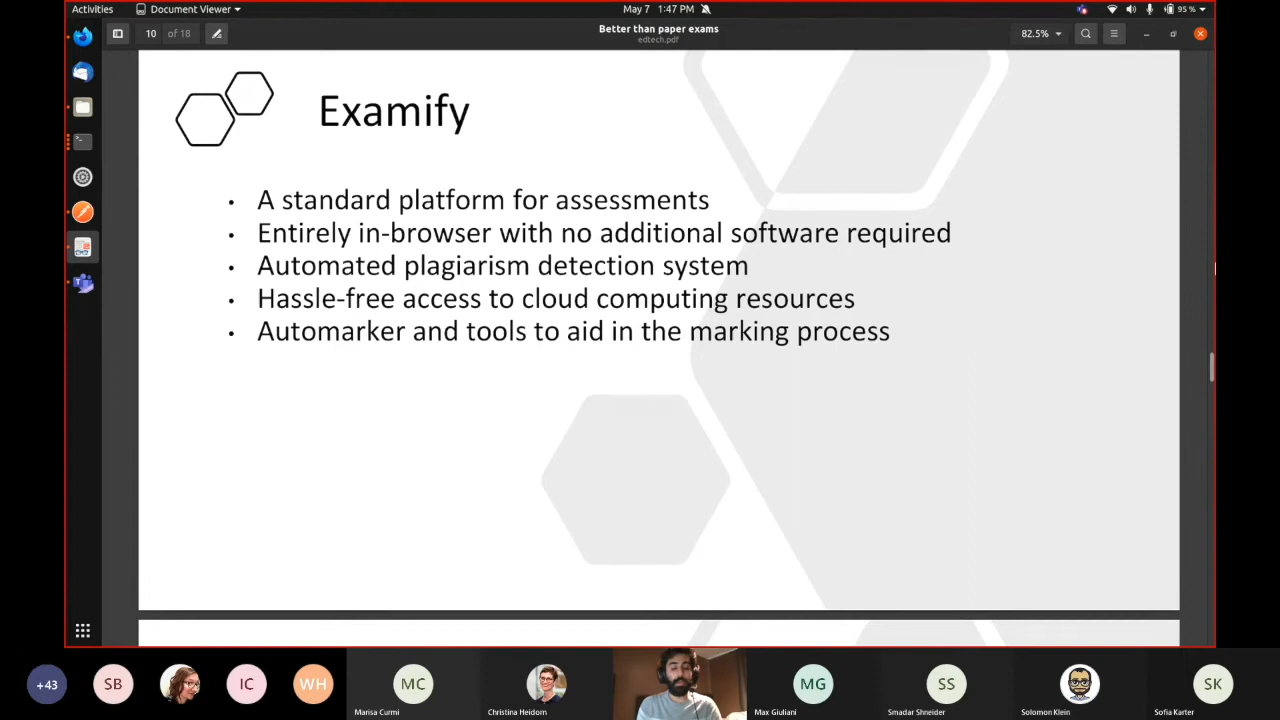 Activities
Document Viewer
May 7 1:47 PM
95 %
10
of 18
Better than paper exams
edtech.pdf
82.5%
Examify
• A standard platform for assessments
• Entirely in-browser with no additional software required
• Automated plagiarism detection system
• Hassle-free access to cloud computing resources
• Automarker and tools to aid in the marking process
+43
SB
IC
WH
MC
MG
SS
SK
Marisa Curmi
Christina Heidorn
Max Giuliani
Smadar Shneider
Solomon Klein
Sofia Karter